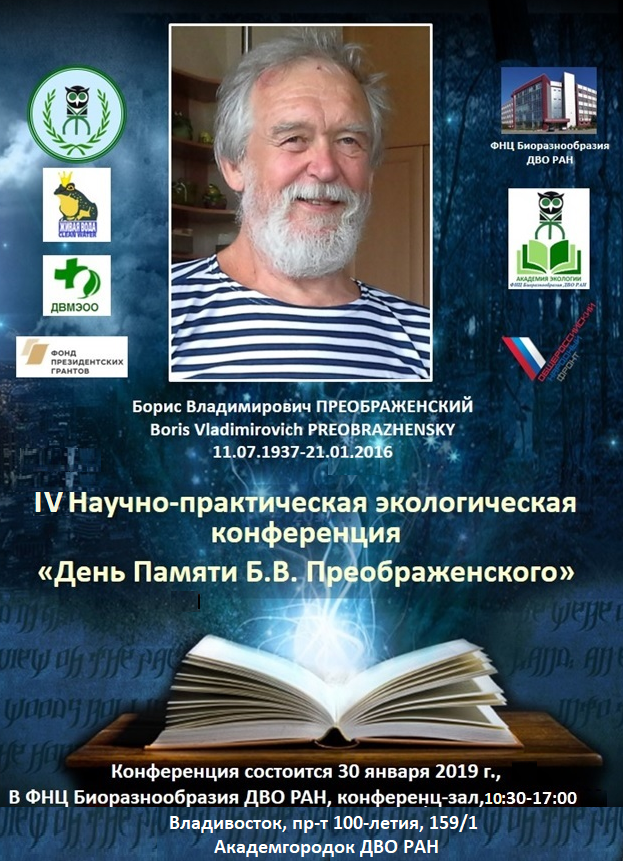 ФНЦ Биоразнообразия
ДВО РАН
ЖИВАЯ ВОДА
CLEAN WATER
АКАДЕМИЯ ЭКОЛОГИИ
ФНЦ Биоразнообразия ДВО РАН
ДВМЭОО
ФОНД
ПРЕЗИДЕНТСКИХ
ГРАНТОВ
ОБЩЕРОССИЙСКИЙ
НАРОДНЫЙ
ФРОНТ
Борис Владимирович ПРЕОБРАЖЕНСКИЙ
Boris Vladimirovich PREOBRAZHENSKY
11.07.1937-21.01.2016
IV Научно-практическая экологическая
конференция
«День Памяти Б.В. Преображенского»
Конференция состоится 30 января 2019 г.,
В ФНЦ Биоразнообразия ДВО РАН, конференц-зал,10:30-17:00
Владивосток, пр-т 100-летия, 159/1
Академгородок ДВО РАН